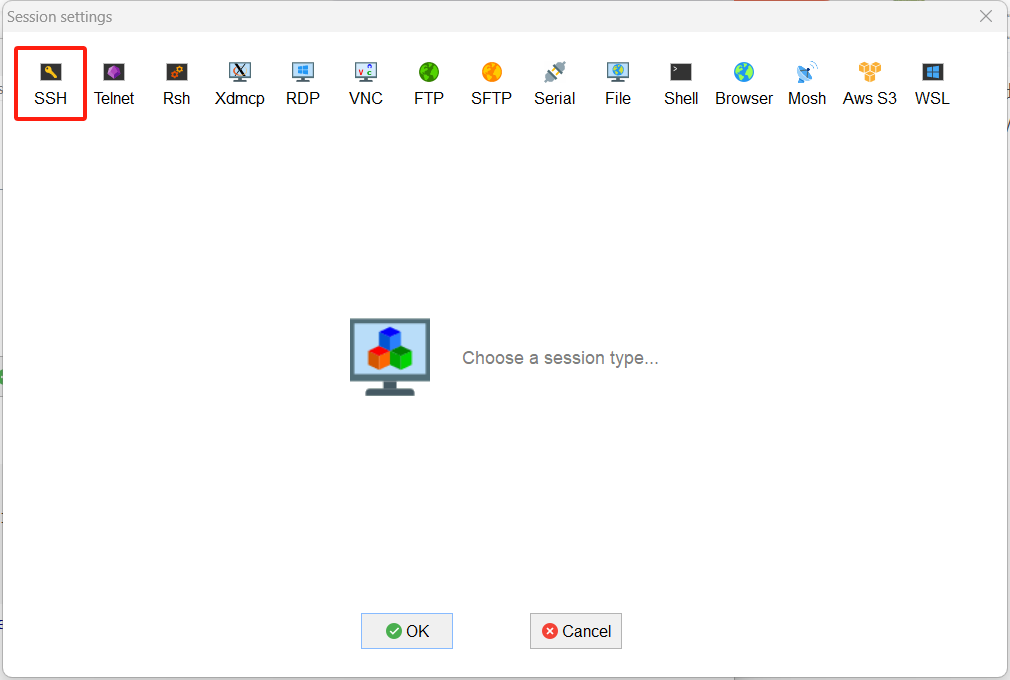 Session settings
SSH Telnet Rsh Xdmcp RDP VNC FTP SFTP Serial File Shell Browser Mosh Aws S3 WSL
Choose a session type...
OK Cancel